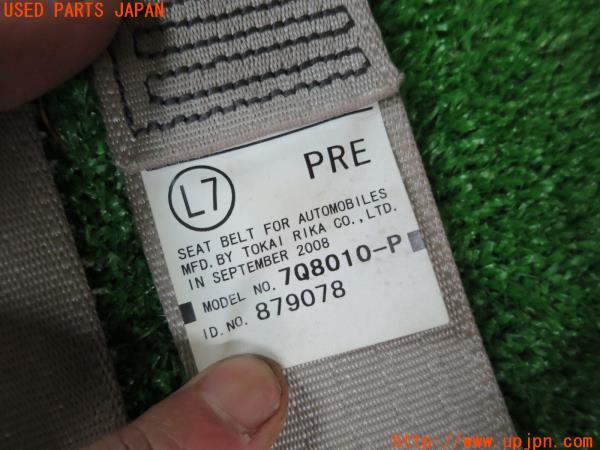 USED PARTS JAPAN
L7 PRE
SEAT BELT FOR AUTOMOBILES
MFD. BY TOKAI RIKA CO., LTD.
IN SEPTEMBER 2008
MODEL NO. 7Q8010-P
ID. NO. 879078
(C)UPJ
www.upjpn.com